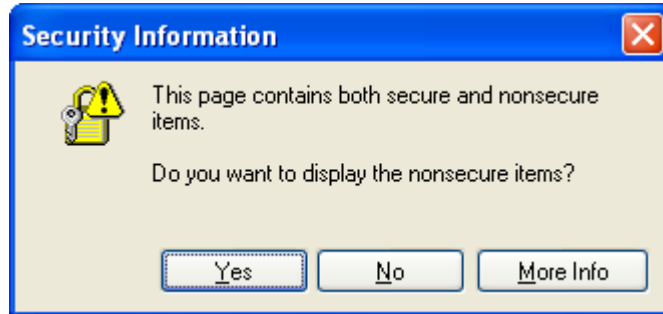 Security Information
This page contains both secure and nonsecure
items.
Do you want to display the nonsecure items?
Yes
No
More Info